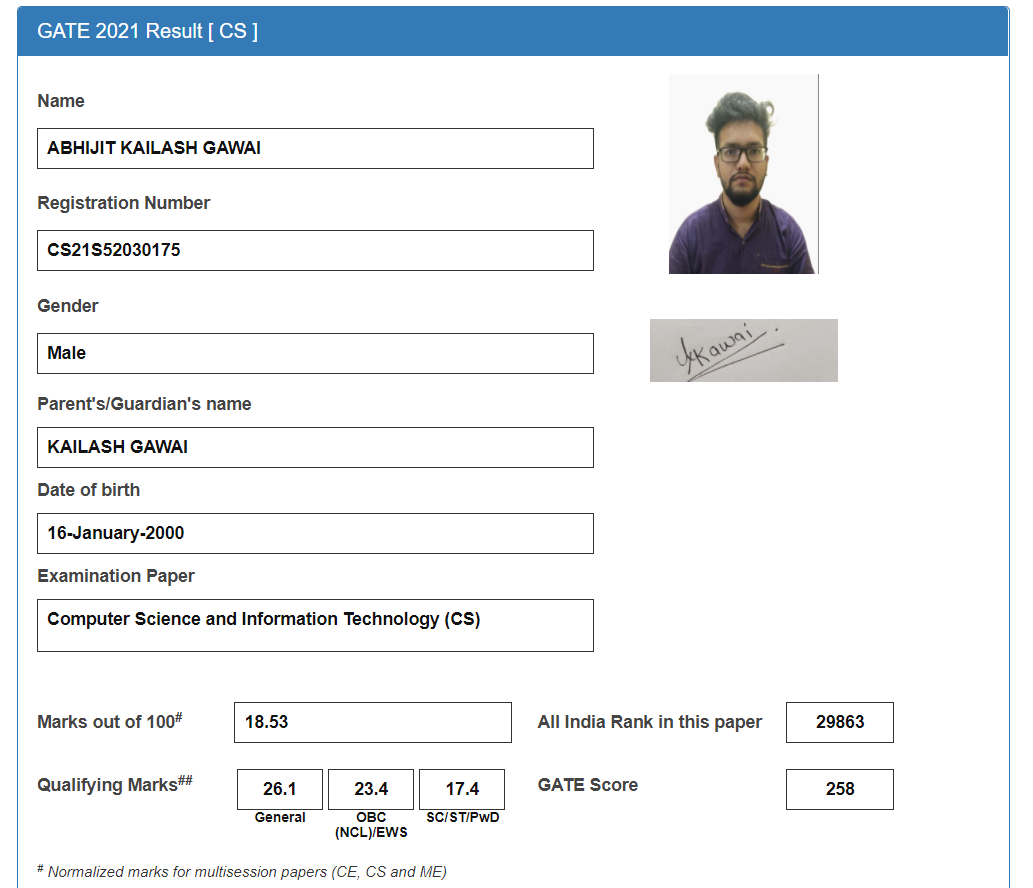 GATE 2021 Result [ CS ]
Name
ABHIJIT KAILASH GAWAI
Registration Number
CS21S52030175
Gender
Male
AKawai.
Parent's/Guardian's name
KAILASH GAWAI
Date of birth
16-January-2000
Examination Paper
Computer Science and Information Technology (CS)
Marks out of 100# 18.53 All India Rank in this paper 29863
Qualifying Marks## 26.1 23.4 17.4 GATE Score 258
General OBC (NCL)/EWS SC/ST/PwD
# Normalized marks for multisession papers (CE, CS and ME)